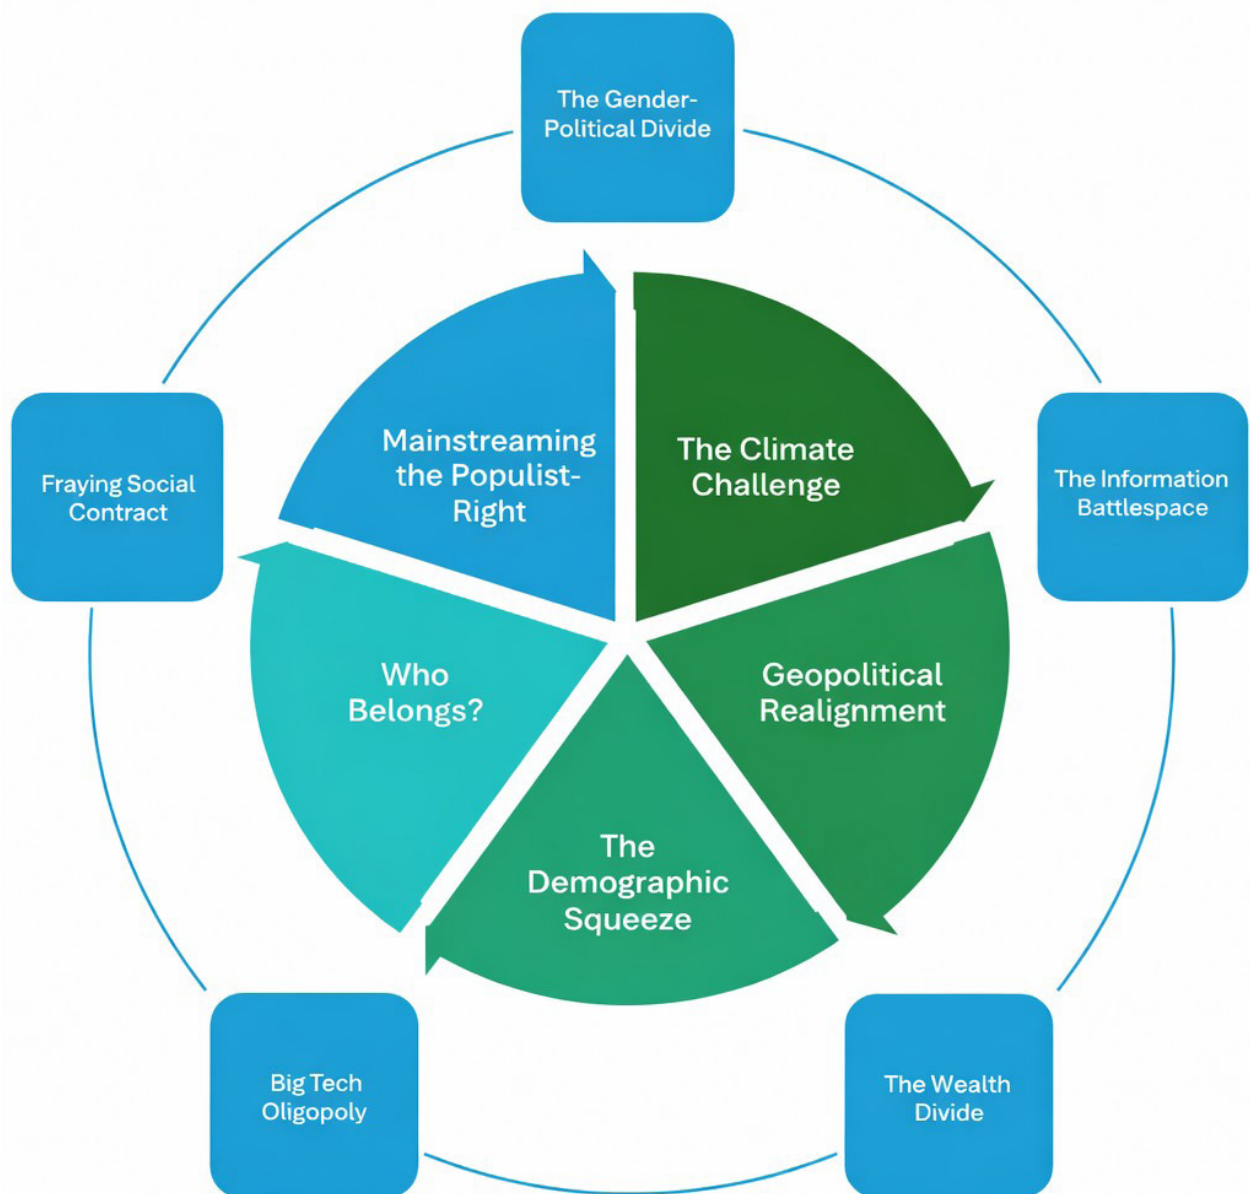 The Gender-
Political Divide
Mainstreaming
the Populist-
Right
The Climate
Challenge
Fraying Social
Contract
The Information
Battlespace
Who
Belongs?
Geopolitical
Realignment
The
Demographic
Squeeze
Big Tech
Oligopoly
The Wealth
Divide